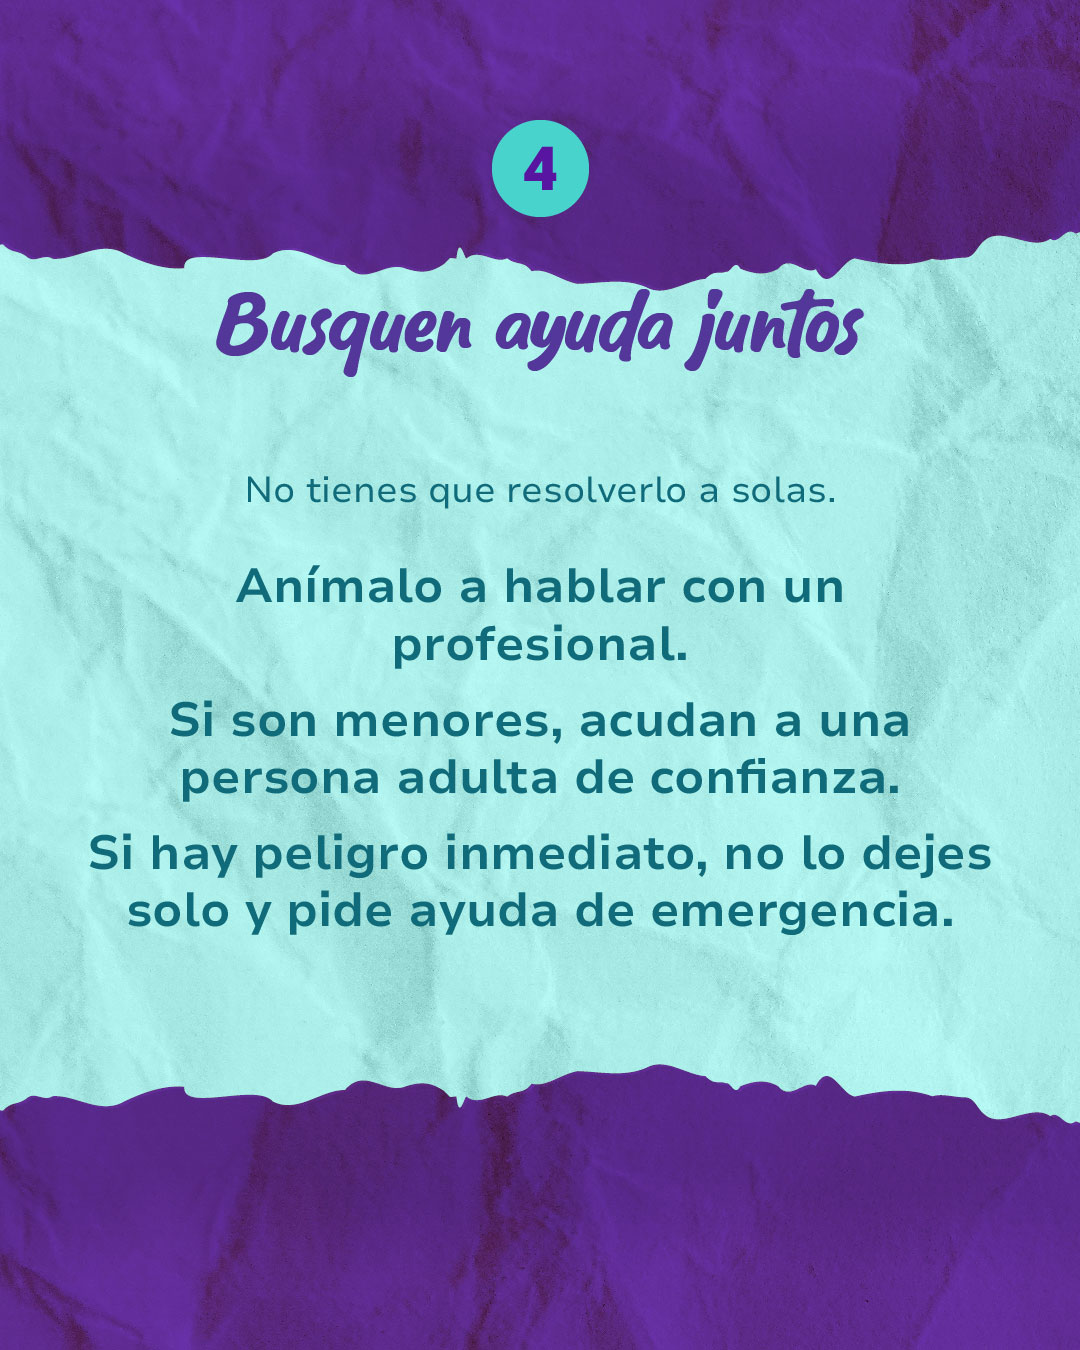 4
Busquen ayuda juntos
No tienes que resolverlo a solas.
Anímalo a hablar con un
profesional.
Si son menores, acudan a una
persona adulta de confianza.
Si hay peligro inmediato, no lo dejes
solo y pide ayuda de emergencia.